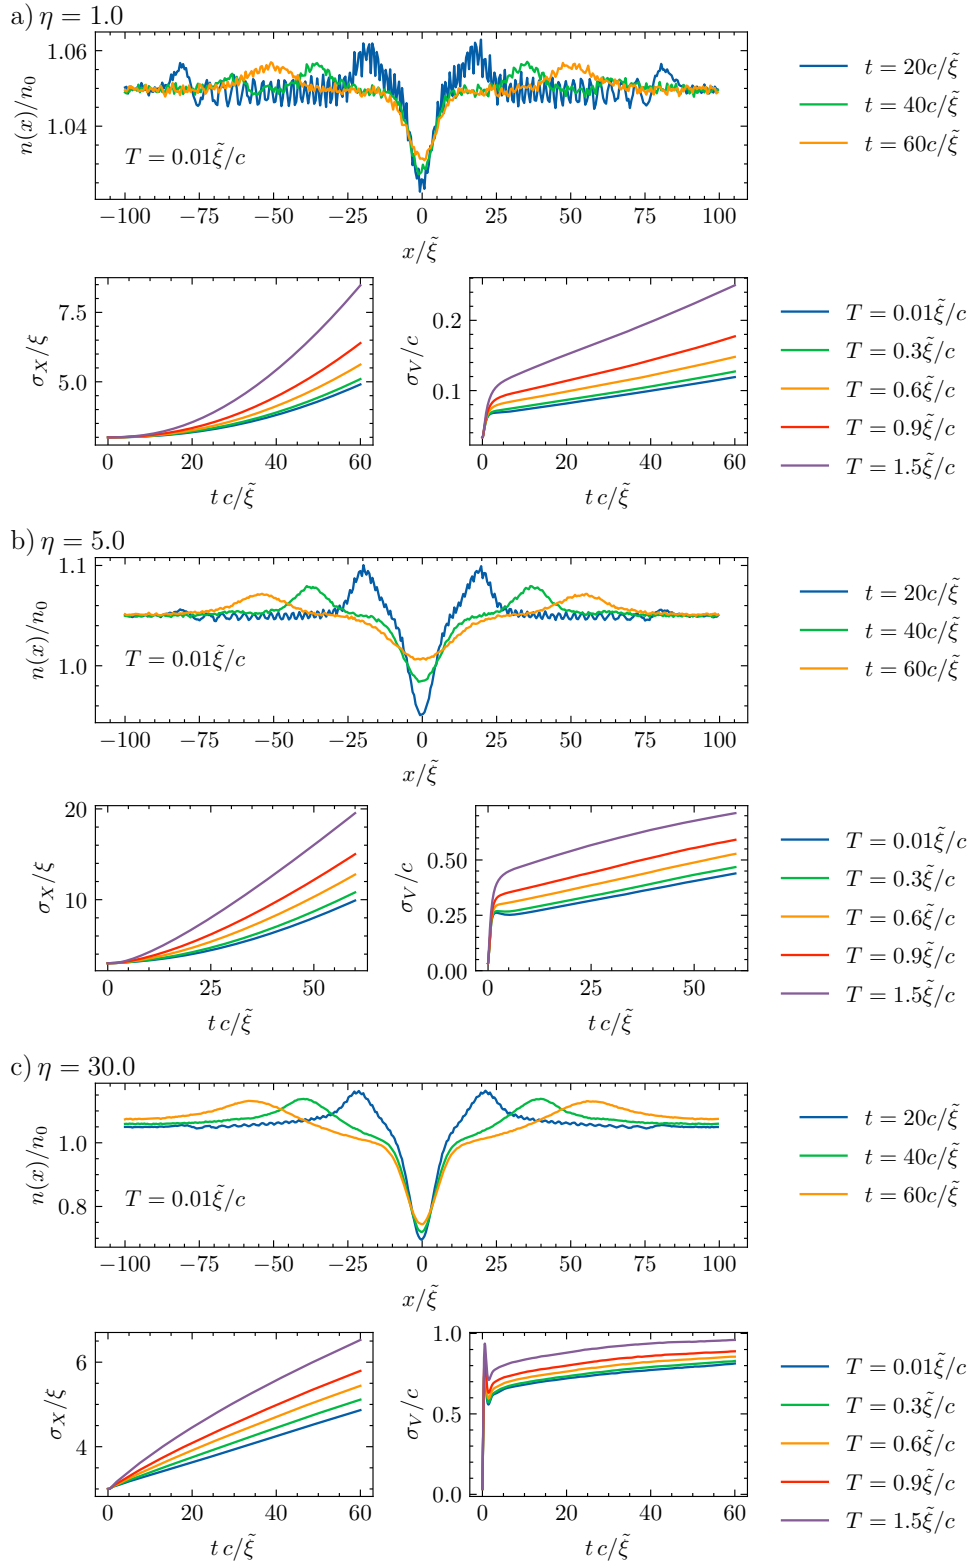 a) η = 1.0
n(x)/n₀
1.06
1.04
T = 0.01ξ̃/c
−100 −75 −50 −25 0 25 50 75 100
x/ξ̃
t = 20c/ξ̃
t = 40c/ξ̃
t = 60c/ξ̃
σ_X/ξ
7.5
5.0
0 20 40 60
t c/ξ̃
σ_V/c
0.2
0.1
0 20 40 60
t c/ξ̃
T = 0.01ξ̃/c
T = 0.3ξ̃/c
T = 0.6ξ̃/c
T = 0.9ξ̃/c
T = 1.5ξ̃/c
b) η = 5.0
n(x)/n₀
1.1
1.0
T = 0.01ξ̃/c
−100 −75 −50 −25 0 25 50 75 100
x/ξ̃
t = 20c/ξ̃
t = 40c/ξ̃
t = 60c/ξ̃
σ_X/ξ
20
10
0 25 50
t c/ξ̃
σ_V/c
0.50
0.25
0.00
0 25 50
t c/ξ̃
T = 0.01ξ̃/c
T = 0.3ξ̃/c
T = 0.6ξ̃/c
T = 0.9ξ̃/c
T = 1.5ξ̃/c
c) η = 30.0
n(x)/n₀
1.0
0.8
T = 0.01ξ̃/c
−100 −75 −50 −25 0 25 50 75 100
x/ξ̃
t = 20c/ξ̃
t = 40c/ξ̃
t = 60c/ξ̃
σ_X/ξ
6
4
0 20 40 60
t c/ξ̃
σ_V/c
1.0
0.5
0.0
0 20 40 60
t c/ξ̃
T = 0.01ξ̃/c
T = 0.3ξ̃/c
T = 0.6ξ̃/c
T = 0.9ξ̃/c
T = 1.5ξ̃/c